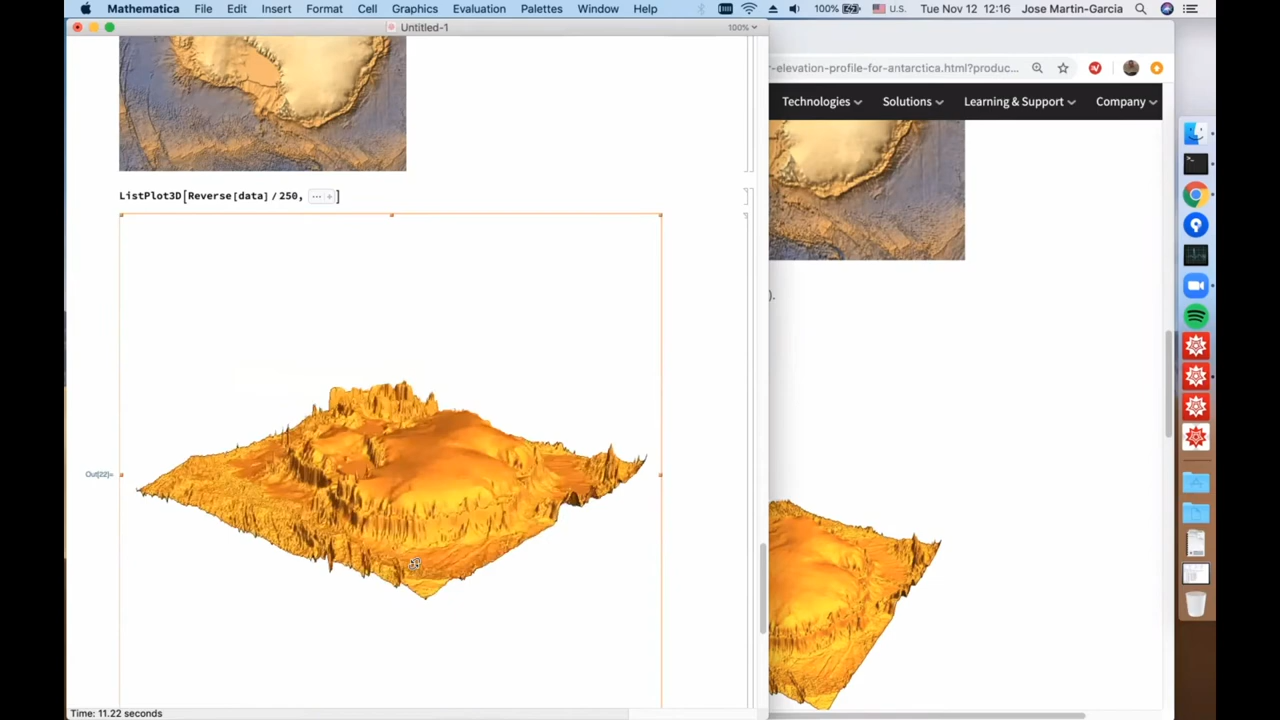 Mathematica File Edit Insert Format Cell Graphics Evaluation Palettes Window Help 100% U.S. Tue Nov 12 12:16 Jose Martin-Garcia
Untitled-1
100%
r-elevation-profile-for-antarctica.html?produc...
Technologies Solutions Learning & Support Company
ListPlot3D[Reverse[data] / 250, ... + ]
).
Out[22]=
Time: 11.22 seconds